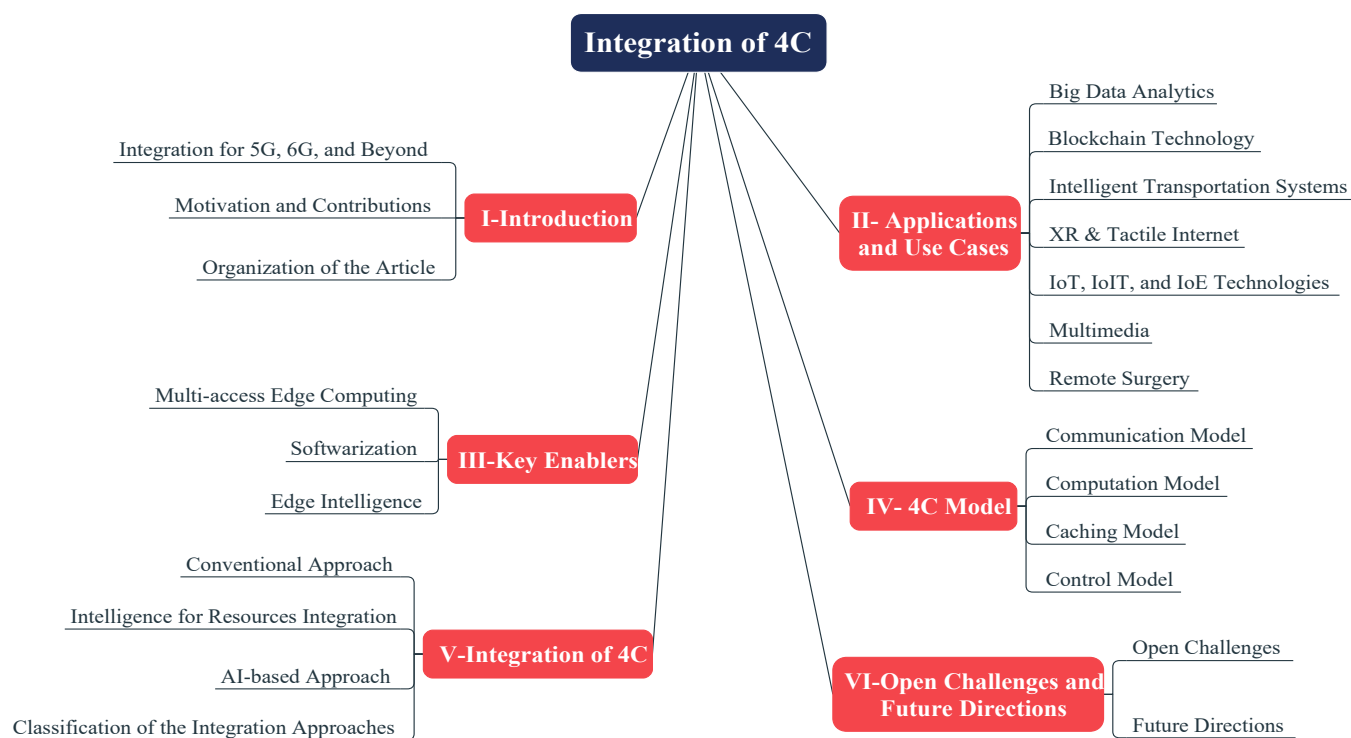 Integration of 4C
I-Introduction
Integration for 5G, 6G, and Beyond
Motivation and Contributions
Organization of the Article
II- Applications
and Use Cases
Big Data Analytics
Blockchain Technology
Intelligent Transportation Systems
XR & Tactile Internet
IoT, IoIT, and IoE Technologies
Multimedia
Remote Surgery
III-Key Enablers
Multi-access Edge Computing
Softwarization
Edge Intelligence
IV- 4C Model
Communication Model
Computation Model
Caching Model
Control Model
V-Integration of 4C
Conventional Approach
Intelligence for Resources Integration
AI-based Approach
Classification of the Integration Approaches
VI-Open Challenges and
Future Directions
Open Challenges
Future Directions